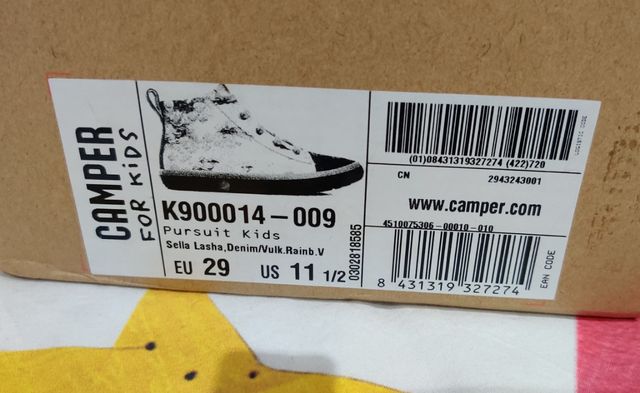 CAMPER
FOR KiDS
K900014-009
Pursuit Kids
Sella Lasha,Denim/Vulk.Rainb.V
EU 29 US 11 1/2
0302818585
(01)08431319327274 (422)720
CN 2943243001
www.camper.com
4510075306-00010-010
8 431319 327274
EAN CODE